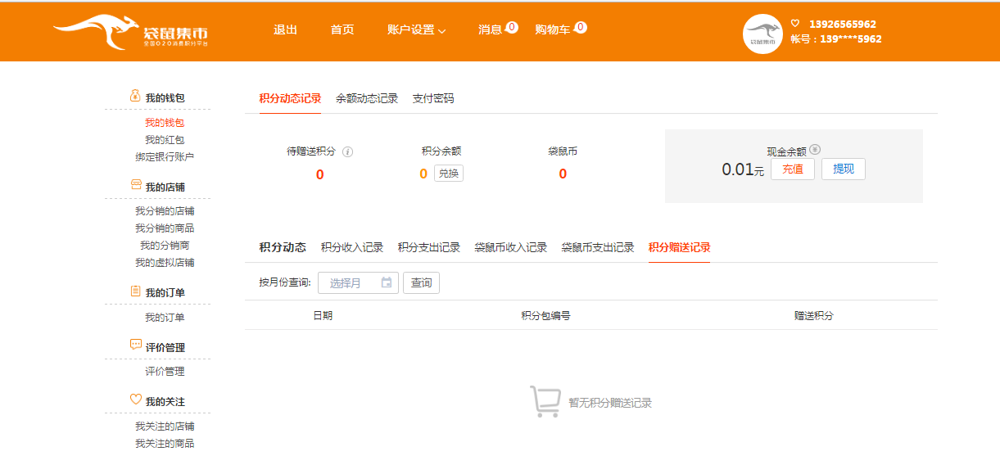 袋鼠集市
全国O2O消费积分平台
退出 首页 账户设置 消息 0 购物车 0
袋鼠集市
13926565962
帐号：139****5962
我的钱包
我的钱包
我的红包
绑定银行账户
我的店铺
我分销的店铺
我分销的商品
我的分销商
我的虚拟店铺
我的订单
我的订单
评价管理
评价管理
我的关注
我关注的店铺
我关注的商品
积分动态记录 余额动态记录 支付密码
待赠送积分 i 积分余额 袋鼠币
0 0 兑换 0
现金余额 ¥
0.01元 充值 提现
积分动态 积分收入记录 积分支出记录 袋鼠币收入记录 袋鼠币支出记录 积分赠送记录
按月份查询: 选择月 查询
日期 积分包编号 赠送积分
暂无积分赠送记录